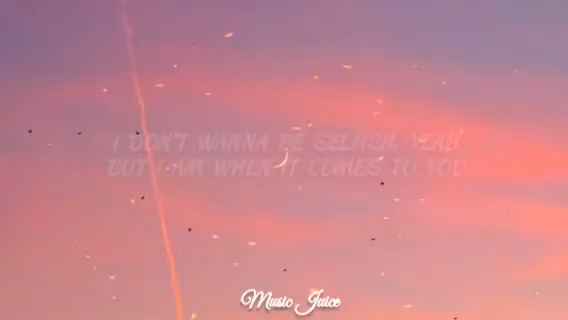 I DON'T WANNA BE SELFISH, YEAH
BUT I AM WHEN IT COMES TO YOU
Music Juice